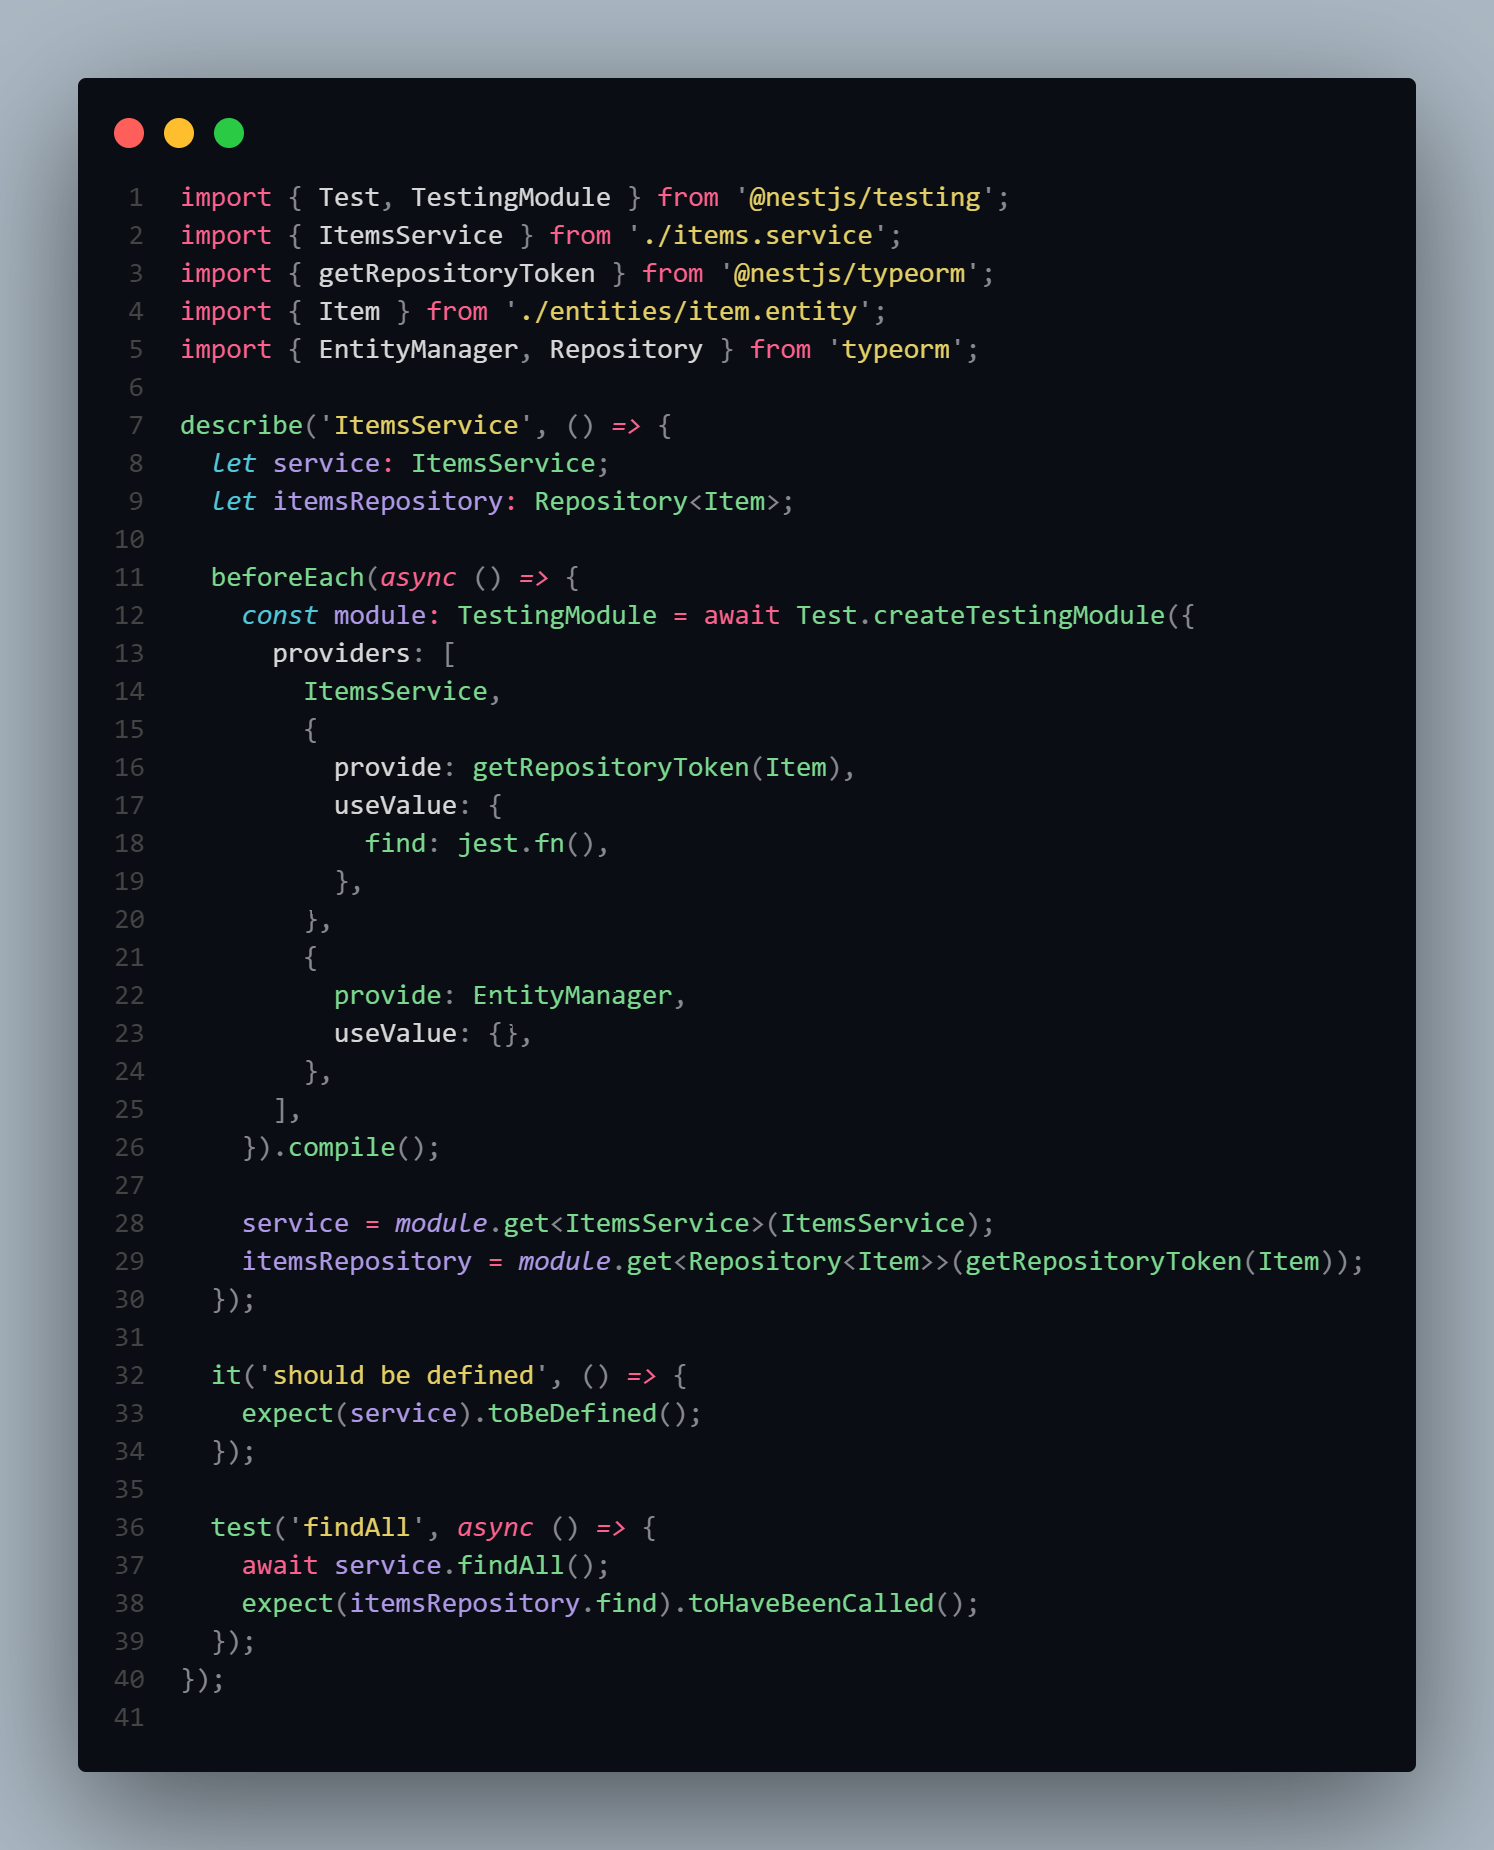 1 import { Test, TestingModule } from '@nestjs/testing';
2 import { ItemsService } from './items.service';
3 import { getRepositoryToken } from '@nestjs/typeorm';
4 import { Item } from './entities/item.entity';
5 import { EntityManager, Repository } from 'typeorm';
6
7 describe('ItemsService', () => {
8   let service: ItemsService;
9   let itemsRepository: Repository<Item>;
10
11   beforeEach(async () => {
12     const module: TestingModule = await Test.createTestingModule({
13       providers: [
14         ItemsService,
15         {
16           provide: getRepositoryToken(Item),
17           useValue: {
18             find: jest.fn(),
19           },
20         },
21         {
22           provide: EntityManager,
23           useValue: {},
24         },
25       ],
26     }).compile();
27
28     service = module.get<ItemsService>(ItemsService);
29     itemsRepository = module.get<Repository<Item>>(getRepositoryToken(Item));
30   });
31
32   it('should be defined', () => {
33     expect(service).toBeDefined();
34   });
35
36   test('findAll', async () => {
37     await service.findAll();
38     expect(itemsRepository.find).toHaveBeenCalled();
39   });
40 });
41